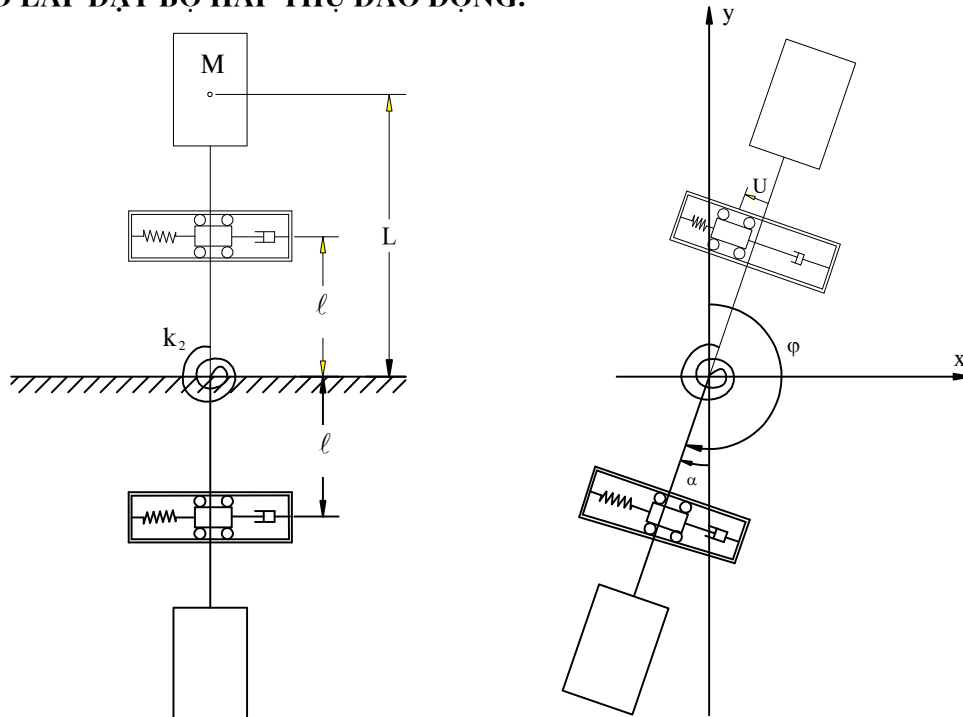 LẮP ĐẶT BỘ HẤP THỤ DAO ĐỘNG.
y
M
U
L
ℓ
k₂
φ
x
ℓ
α